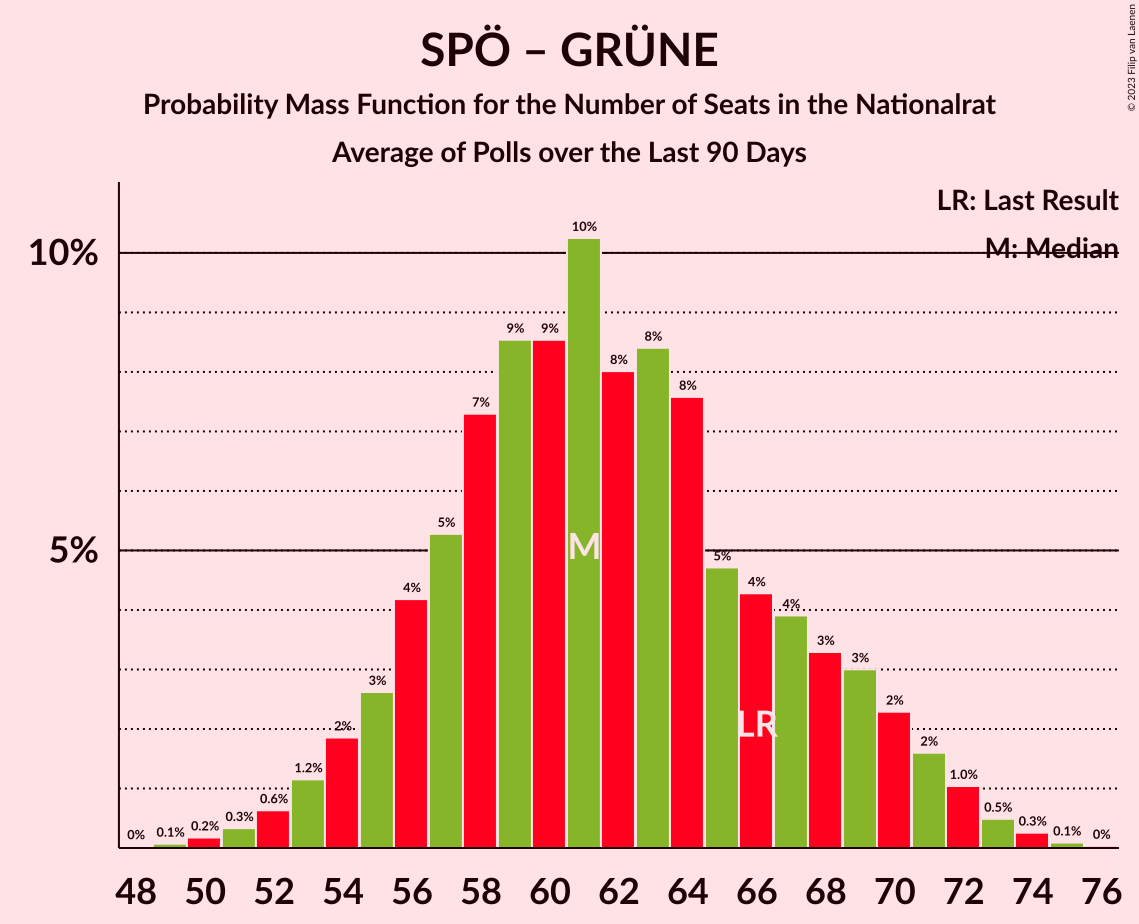 SPÖ – GRÜNE
Probability Mass Function for the Number of Seats in the Nationalrat
Average of Polls over the Last 90 Days
© 2023 Filip van Laenen
LR: Last Result
M: Median
10%
5%
0% 0.1% 0.2% 0.3% 0.6% 1.2% 2% 3% 4% 5% 7% 9% 9% 10% 8% 8% 8% 5% 4% 4% 3% 3% 2% 2% 1.0% 0.5% 0.3% 0.1% 0%
M
LR
48 50 52 54 56 58 60 62 64 66 68 70 72 74 76